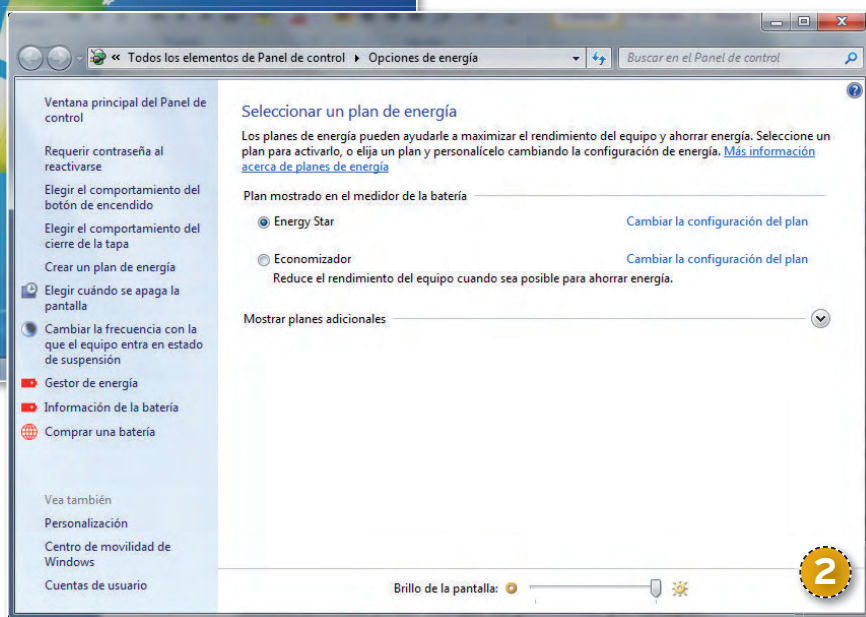 « Todos los elementos de Panel de control ▸ Opciones de energía
Buscar en el Panel de control
Ventana principal del Panel de
control
Requerir contraseña al
reactivarse
Elegir el comportamiento del
botón de encendido
Elegir el comportamiento del
cierre de la tapa
Crear un plan de energía
Elegir cuándo se apaga la
pantalla
Cambiar la frecuencia con la
que el equipo entra en estado
de suspensión
Gestor de energía
Información de la batería
Comprar una batería
Vea también
Personalización
Centro de movilidad de
Windows
Cuentas de usuario
Seleccionar un plan de energía
Los planes de energía pueden ayudarle a maximizar el rendimiento del equipo y ahorrar energía. Seleccione un
plan para activarlo, o elija un plan y personalícelo cambiando la configuración de energía. Más información
acerca de planes de energía
Plan mostrado en el medidor de la batería
Energy Star Cambiar la configuración del plan
Economizador Cambiar la configuración del plan
Reduce el rendimiento del equipo cuando sea posible para ahorrar energía.
Mostrar planes adicionales
Brillo de la pantalla:
2